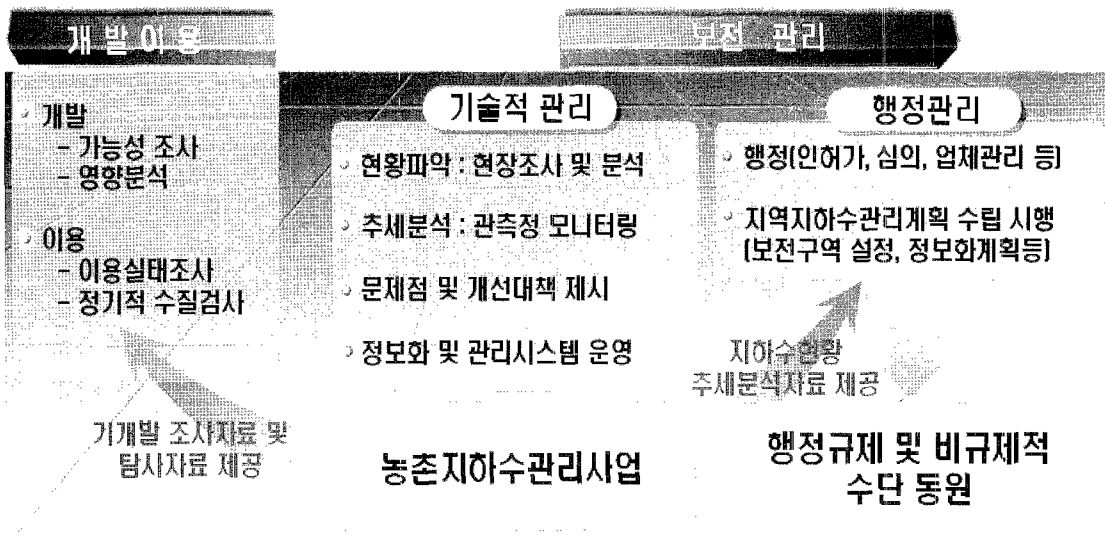 개발이용
보전 관리
개발
- 가능성 조사
- 영향분석
이용
- 이용실태조사
- 정기적 수질검사
기개발 조사자료 및
탐사자료 제공
기술적 관리
현황파악 : 현장조사 및 분석
추세분석 : 관측정 모니터링
문제점 및 개선대책 제시
정보화 및 관리시스템 운영
농촌지하수관리사업
행정관리
행정(인허가, 심의, 업체관리 등)
지역지하수관리계획 수립 시행
(보전구역 설정, 정보화계획등)
지하수현황
추세분석자료 제공
행정규제 및 비규제적
수단 동원